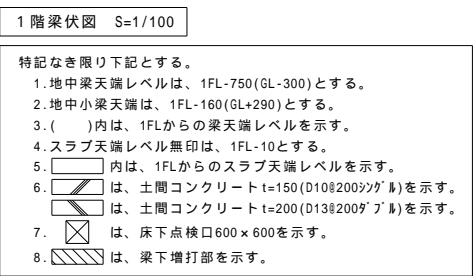 1階梁伏図 S=1/100
特記なき限り下記とする。
1.地中梁天端レベルは、1FL-750(GL-300)とする。
2.地中小梁天端は、1FL-160(GL+290)とする。
3.( )内は、1FLからの梁天端レベルを示す。
4.スラブ天端レベル無印は、1FL-10とする。
5. 内は、1FLからのスラブ天端レベルを示す。
6. は、土間コンクリートt=150(D10@200ｼﾝｸﾞﾙ)を示す。
は、土間コンクリートt=200(D13@200ﾀﾞﾌﾞﾙ)を示す。
7. は、床下点検口600×600を示す。
8. は、梁下増打部を示す。